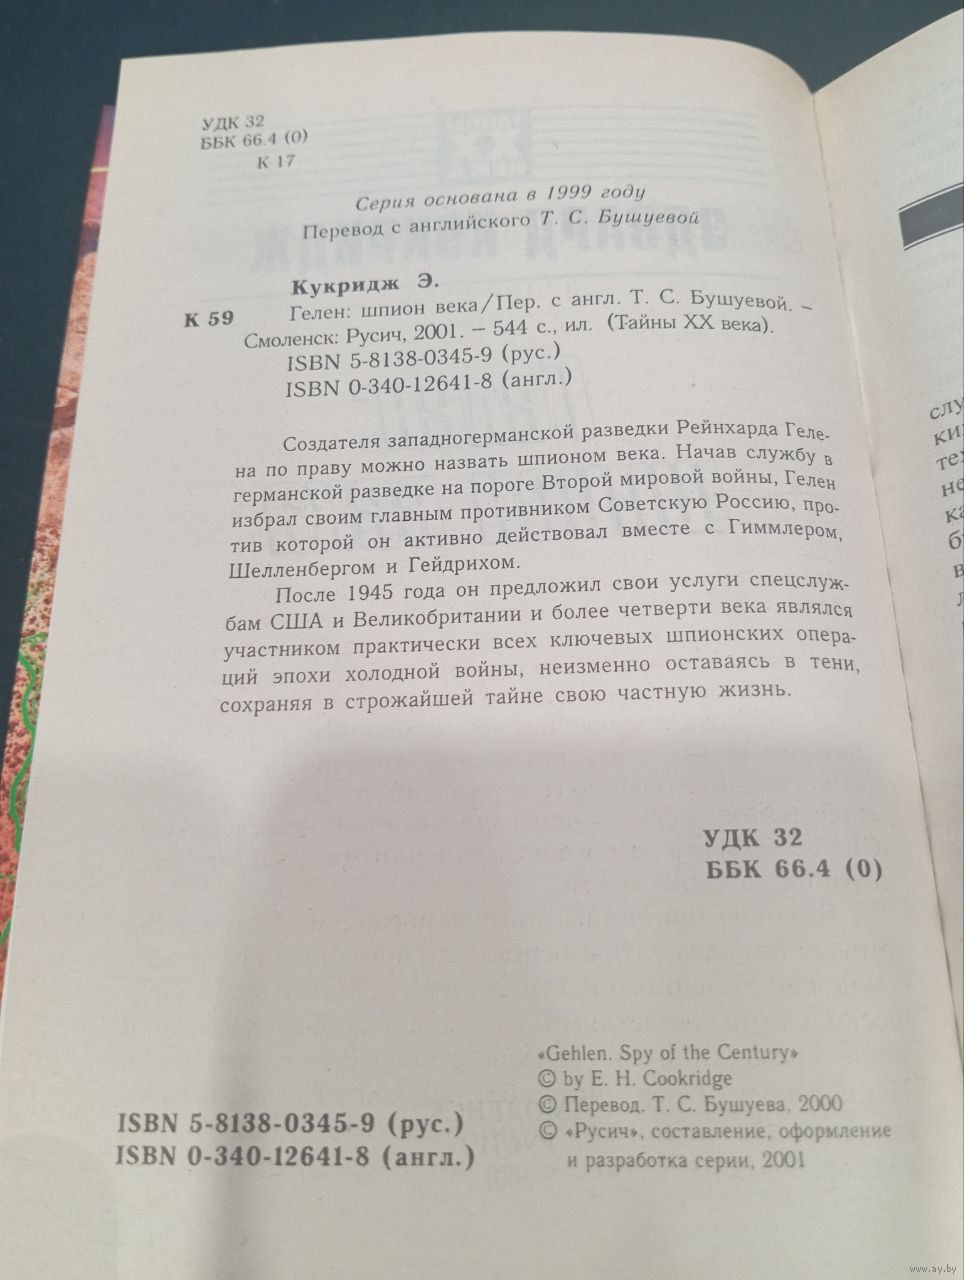 УДК 32
ББК 66.4 (0)
К 17
Серия основана в 1999 году
Перевод с английского Т. С. Бушуевой
Кукридж Э.
К 59
Гелен: шпион века/Пер. с англ. Т. С. Бушуевой. –
Смоленск: Русич, 2001. – 544 с., ил. (Тайны XX века).
ISBN 5-8138-0345-9 (рус.)
ISBN 0-340-12641-8 (англ.)
Создателя западногерманской разведки Рейнхарда Геле-
на по праву можно назвать шпионом века. Начав службу в
германской разведке на пороге Второй мировой войны, Гелен
избрал своим главным противником Советскую Россию, про-
тив которой он активно действовал вместе с Гиммлером,
Шелленбергом и Гейдрихом.
После 1945 года он предложил свои услуги спецслуж-
бам США и Великобритании и более четверти века являлся
участником практически всех ключевых шпионских опера-
ций эпохи холодной войны, неизменно оставаясь в тени,
сохраняя в строжайшей тайне свою частную жизнь.
УДК 32
ББК 66.4 (0)
«Gehlen. Spy of the Century»
© by E. H. Cookridge
© Перевод. Т. С. Бушуева, 2000
© «Русич», составление, оформление
и разработка серии, 2001
ISBN 5-8138-0345-9 (рус.)
ISBN 0-340-12641-8 (англ.)
www.ay.by